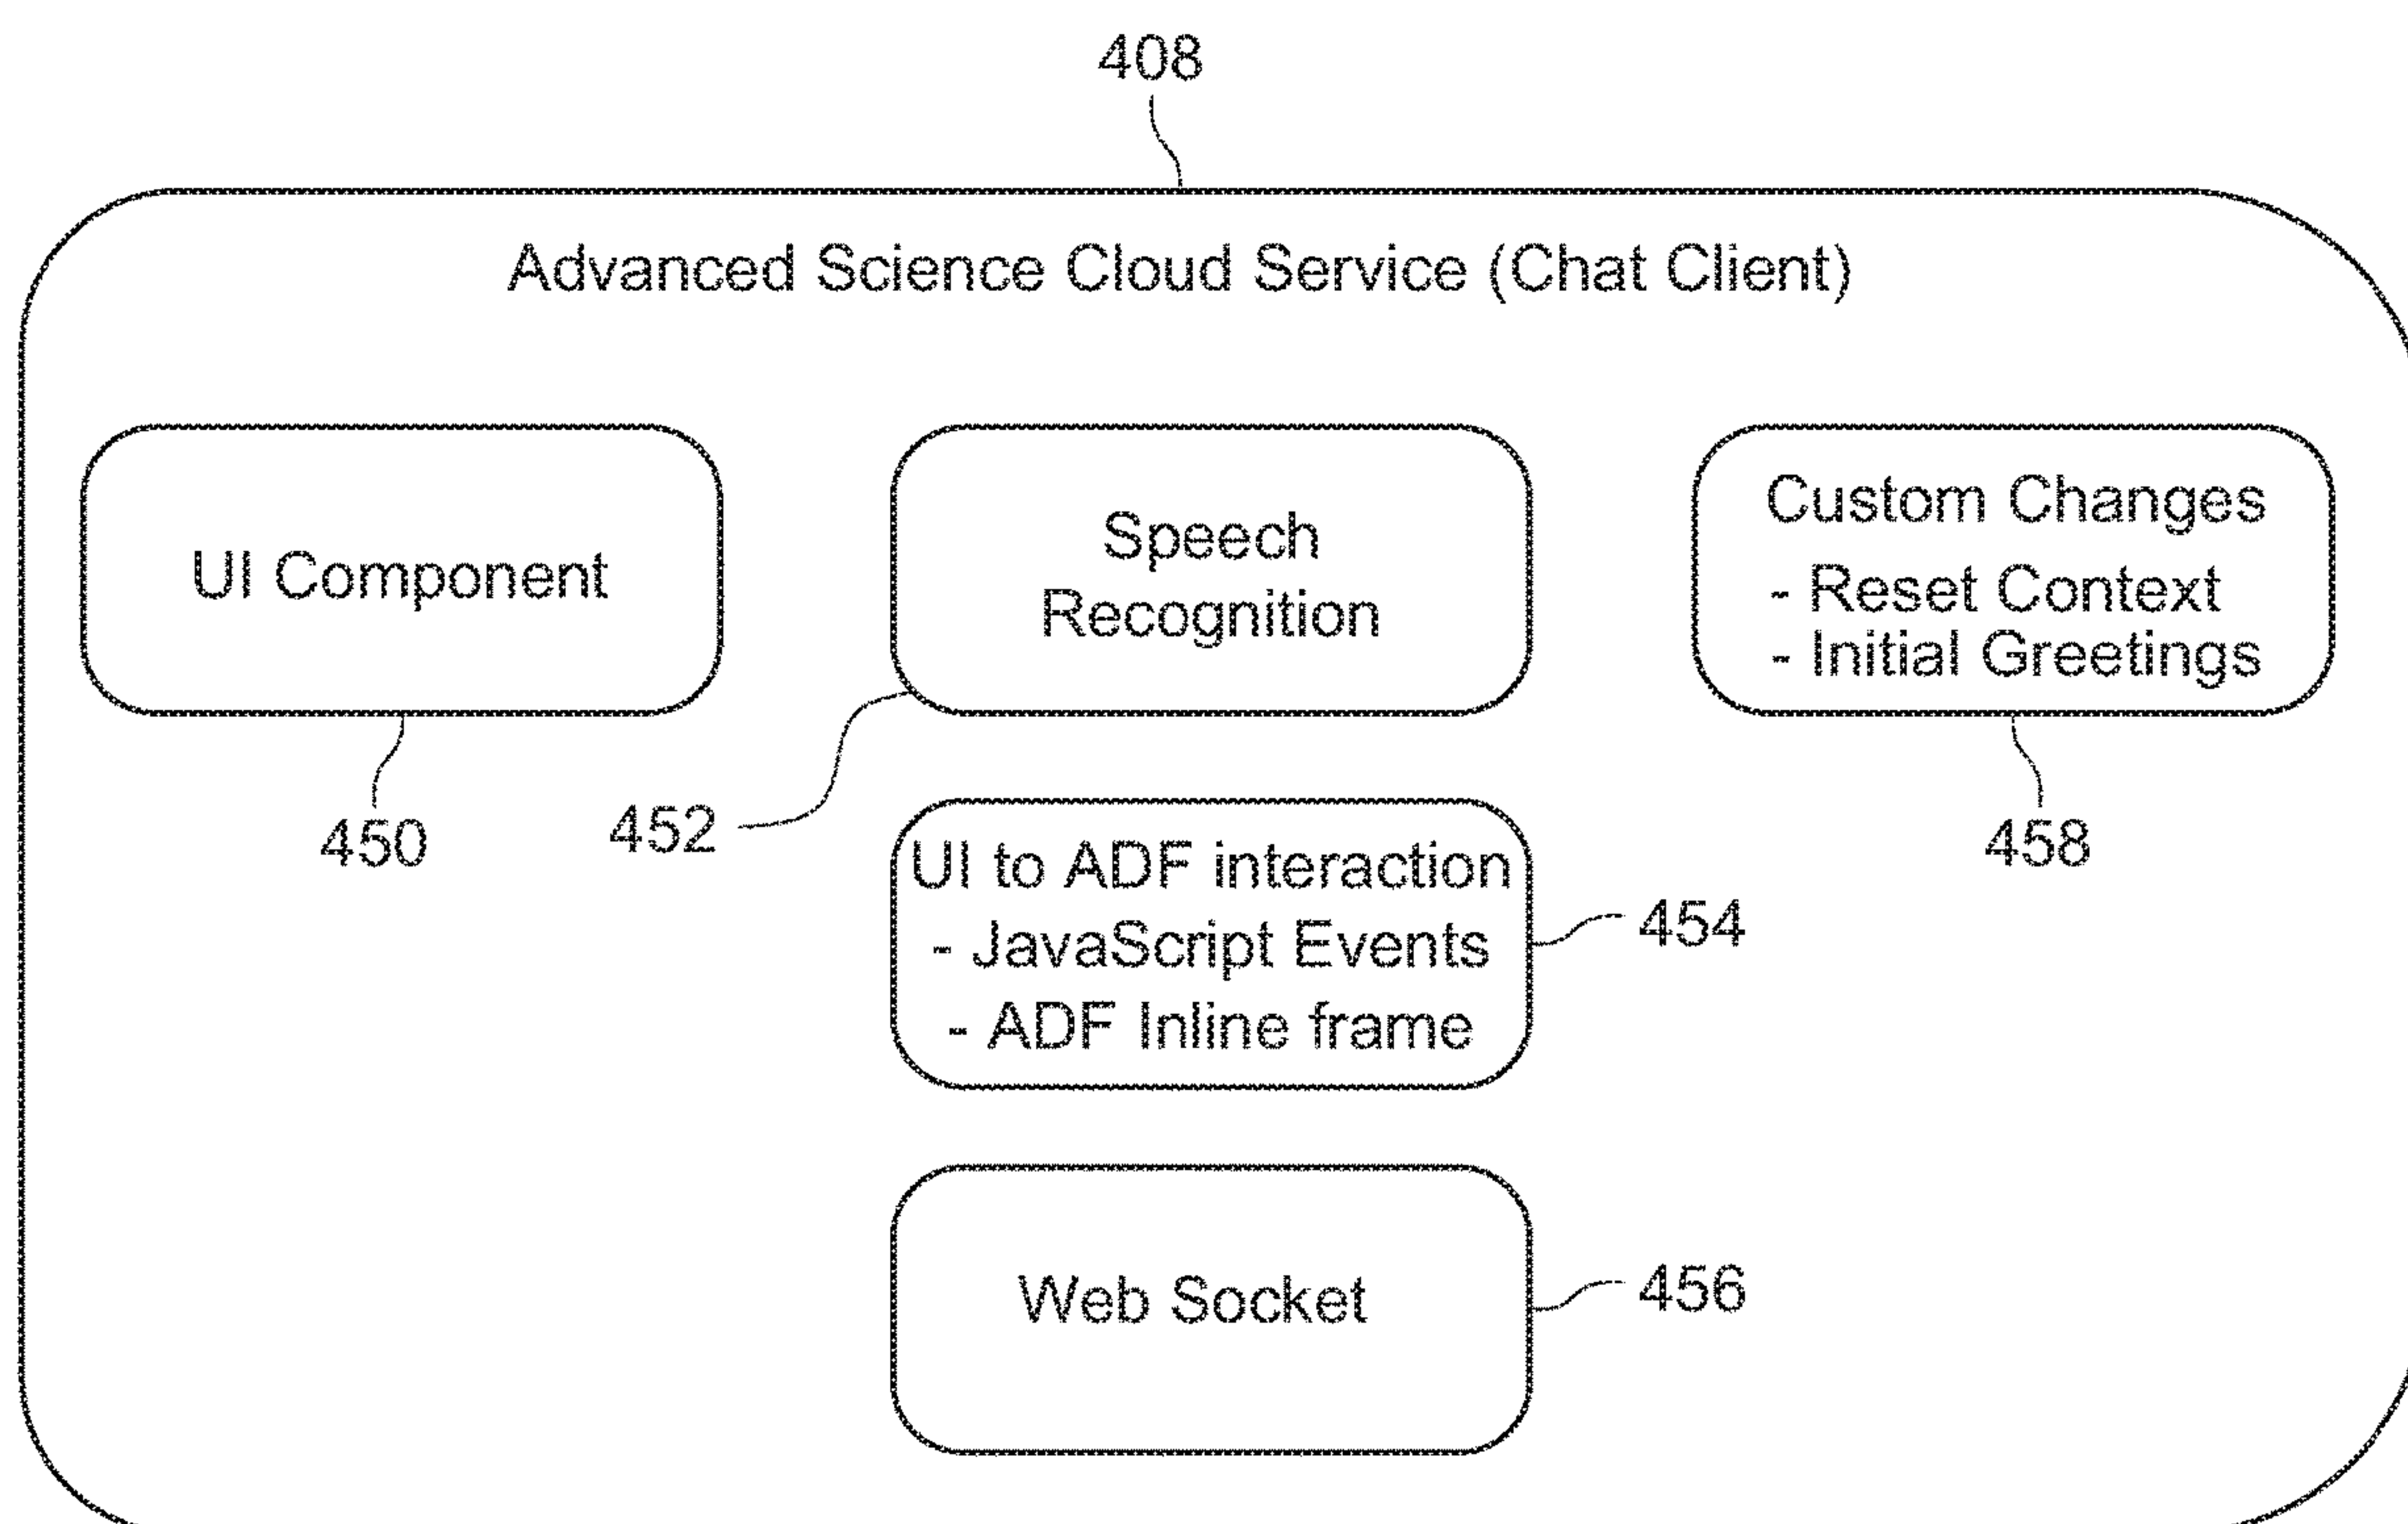 408
Advanced Science Cloud Service (Chat Client)
UI Component
450
Speech
Recognition
452
Custom Changes
- Reset Context
- Initial Greetings
458
UI to ADF interaction
- JavaScript Events
- ADF Inline frame
454
Web Socket
456